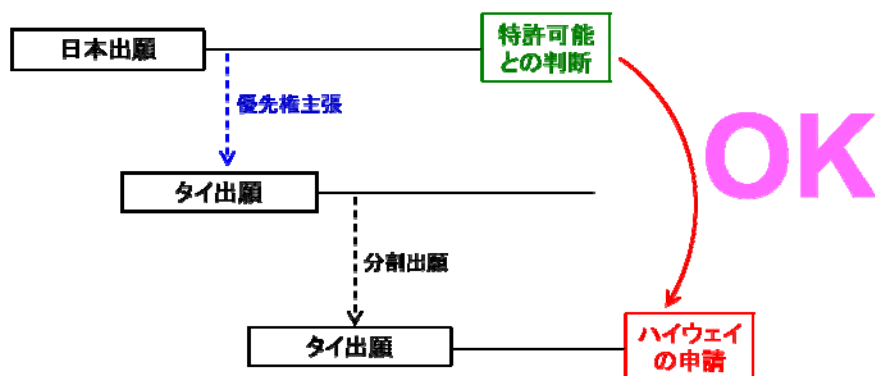 日本出願
特許可能
との判断
優先権主張
OK
タイ出願
分割出願
タイ出願
ハイウェイ
の申請